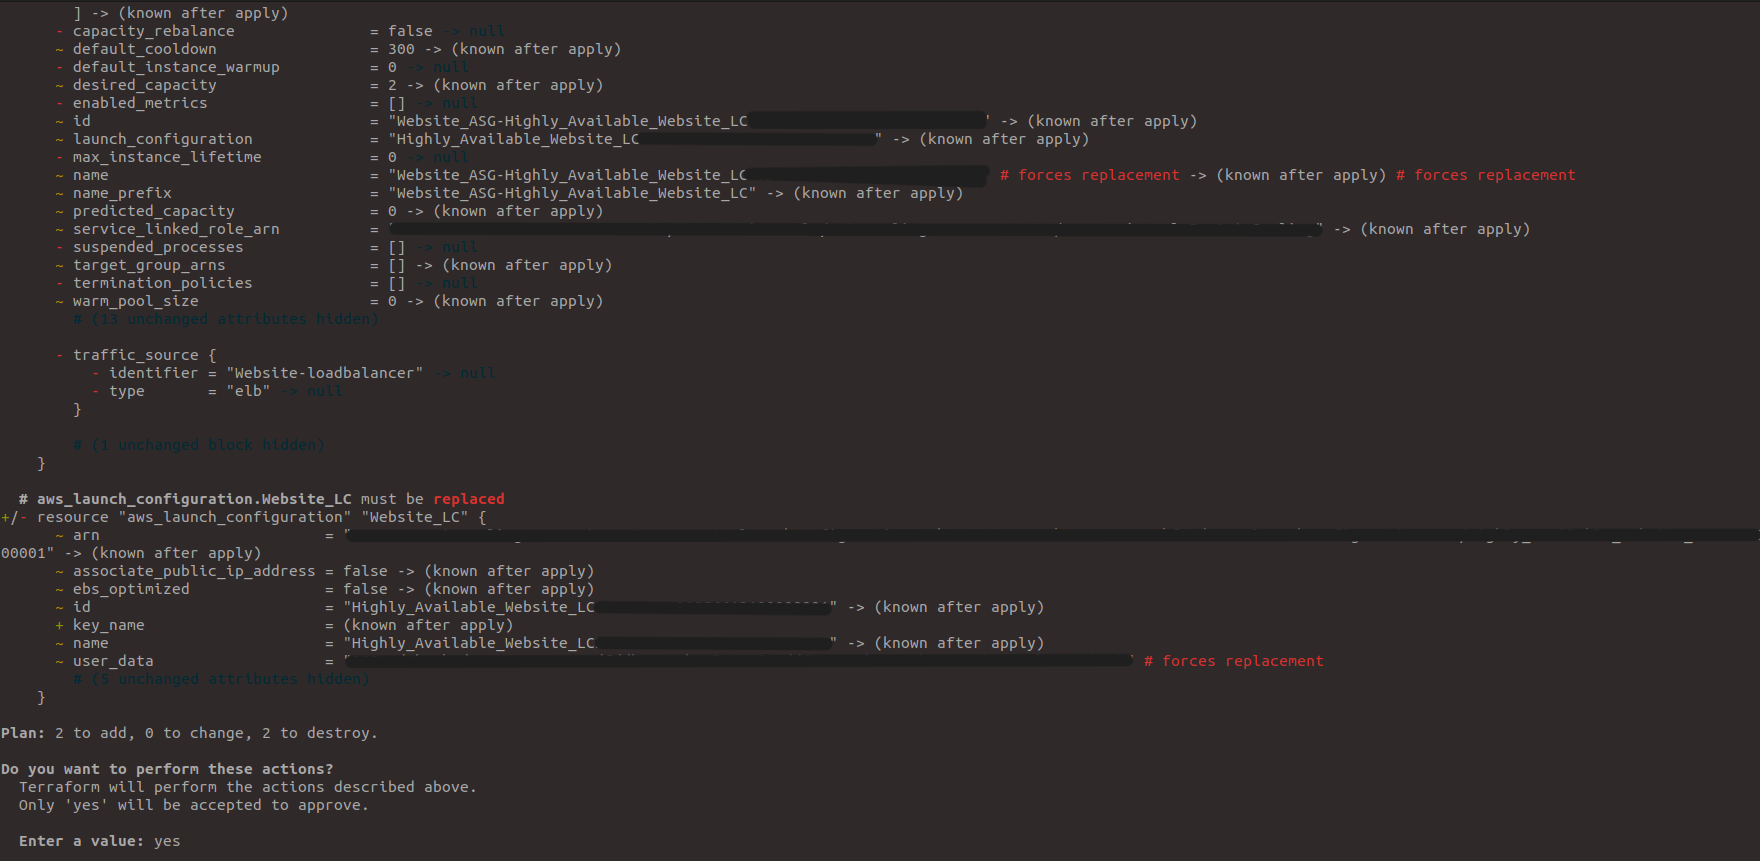 ] -> (known after apply)
- capacity_rebalance = false -> null
~ default_cooldown = 300 -> (known after apply)
- default_instance_warmup = 0 -> null
~ desired_capacity = 2 -> (known after apply)
- enabled_metrics = [] -> null
~ id = "Website_ASG-Highly_Available_Website_LC -> (known after apply)
~ launch_configuration = "Highly_Available_Website_LC" -> (known after apply)
- max_instance_lifetime = 0 -> null
~ name = "Website_ASG-Highly_Available_Website_LC # forces replacement -> (known after apply) # forces replacement
~ name_prefix = "Website_ASG-Highly_Available_Website_LC" -> (known after apply)
~ predicted_capacity = 0 -> (known after apply)
~ service_linked_role_arn = " -> (known after apply)
- suspended_processes = [] -> null
~ target_group_arns = [] -> (known after apply)
- termination_policies = [] -> null
~ warm_pool_size = 0 -> (known after apply)
# (13 unchanged attributes hidden)
- traffic_source {
- identifier = "Website-loadbalancer" -> null
- type = "elb" -> null
}
# (1 unchanged block hidden)
}
# aws_launch_configuration.Website_LC must be replaced
+/- resource "aws_launch_configuration" "Website_LC" {
~ arn = "
00001" -> (known after apply)
~ associate_public_ip_address = false -> (known after apply)
~ ebs_optimized = false -> (known after apply)
~ id = "Highly_Available_Website_LC" -> (known after apply)
+ key_name = (known after apply)
~ name = "Highly_Available_Website_LC" -> (known after apply)
~ user_data = " # forces replacement
# (5 unchanged attributes hidden)
}
Plan: 2 to add, 0 to change, 2 to destroy.
Do you want to perform these actions?
Terraform will perform the actions described above.
Only 'yes' will be accepted to approve.
Enter a value: yes